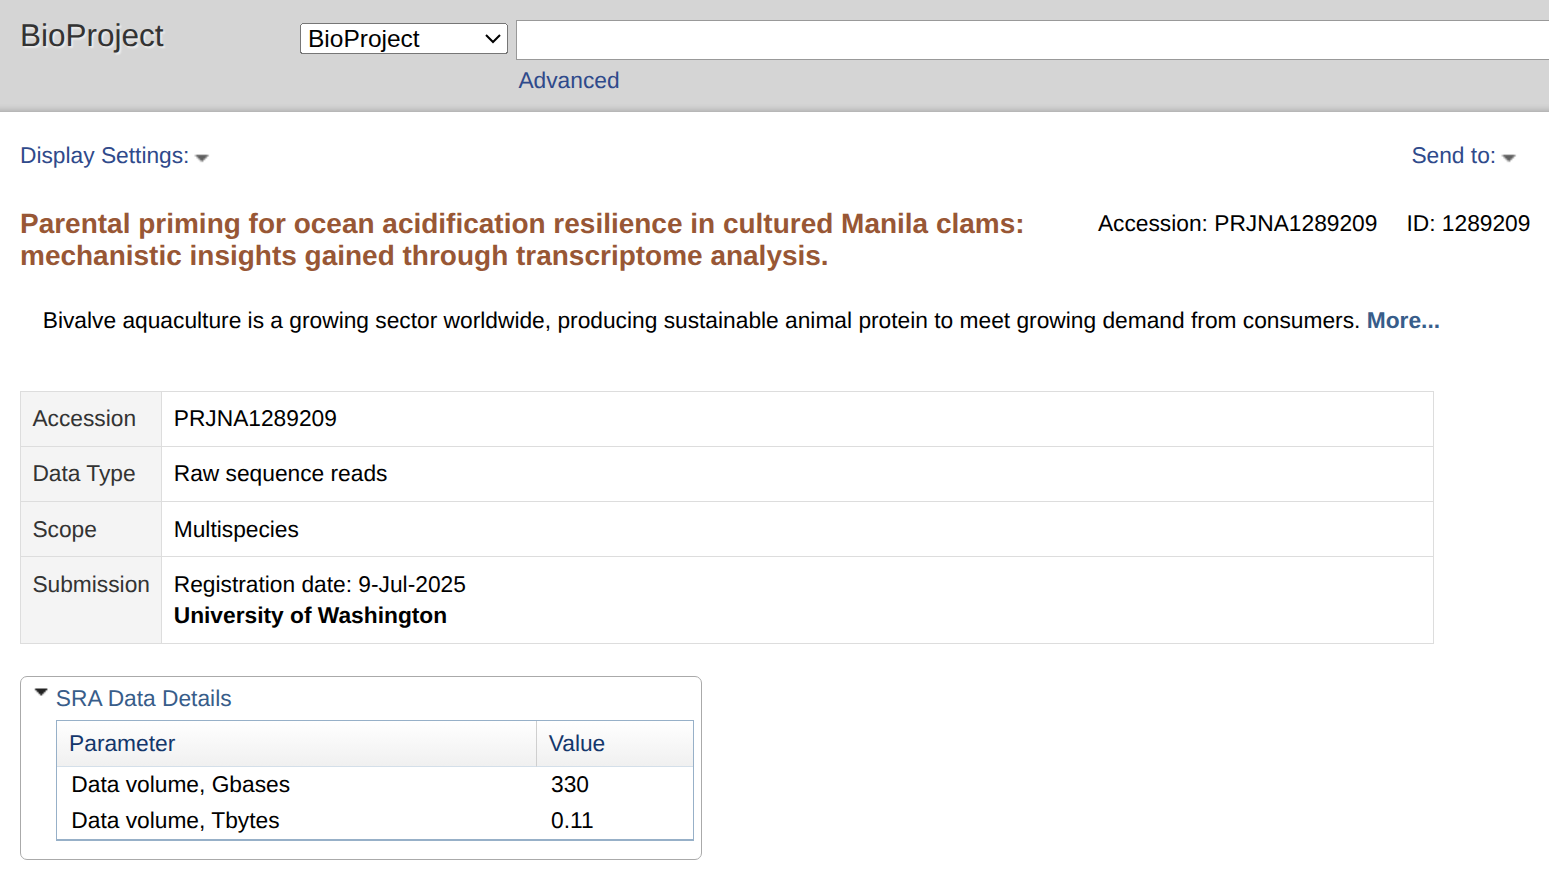 BioProject
BioProject
Advanced
Display Settings:
Send to:
Parental priming for ocean acidification resilience in cultured Manila clams:
mechanistic insights gained through transcriptome analysis.
Accession: PRJNA1289209 ID: 1289209
Bivalve aquaculture is a growing sector worldwide, producing sustainable animal protein to meet growing demand from consumers. More...
Accession PRJNA1289209
Data Type Raw sequence reads
Scope Multispecies
Submission Registration date: 9-Jul-2025
University of Washington
SRA Data Details
Parameter Value
Data volume, Gbases 330
Data volume, Tbytes 0.11